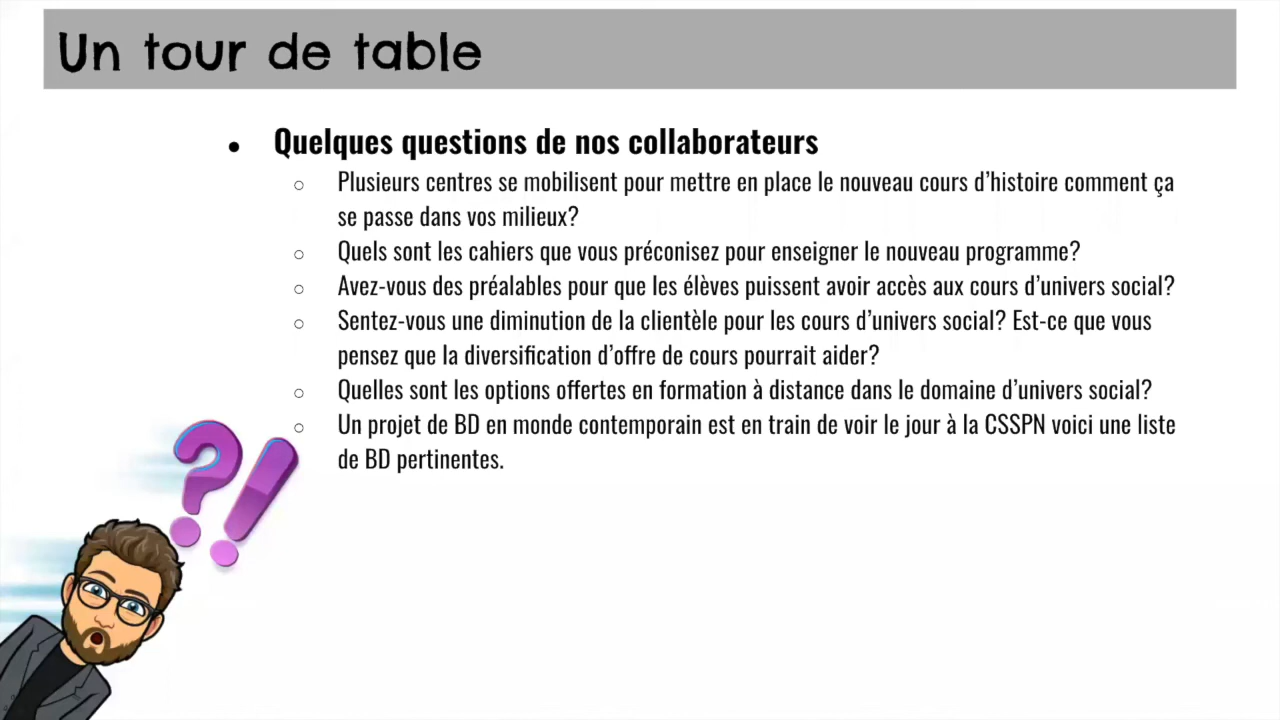 Un tour de table
● Quelques questions de nos collaborateurs
○ Plusieurs centres se mobilisent pour mettre en place le nouveau cours d’histoire comment ça
se passe dans vos milieux?
○ Quels sont les cahiers que vous préconisez pour enseigner le nouveau programme?
○ Avez-vous des préalables pour que les élèves puissent avoir accès aux cours d’univers social?
○ Sentez-vous une diminution de la clientèle pour les cours d’univers social? Est-ce que vous
pensez que la diversification d’offre de cours pourrait aider?
○ Quelles sont les options offertes en formation à distance dans le domaine d’univers social?
○ Un projet de BD en monde contemporain est en train de voir le jour à la CSSPN voici une liste
de BD pertinentes.
?!